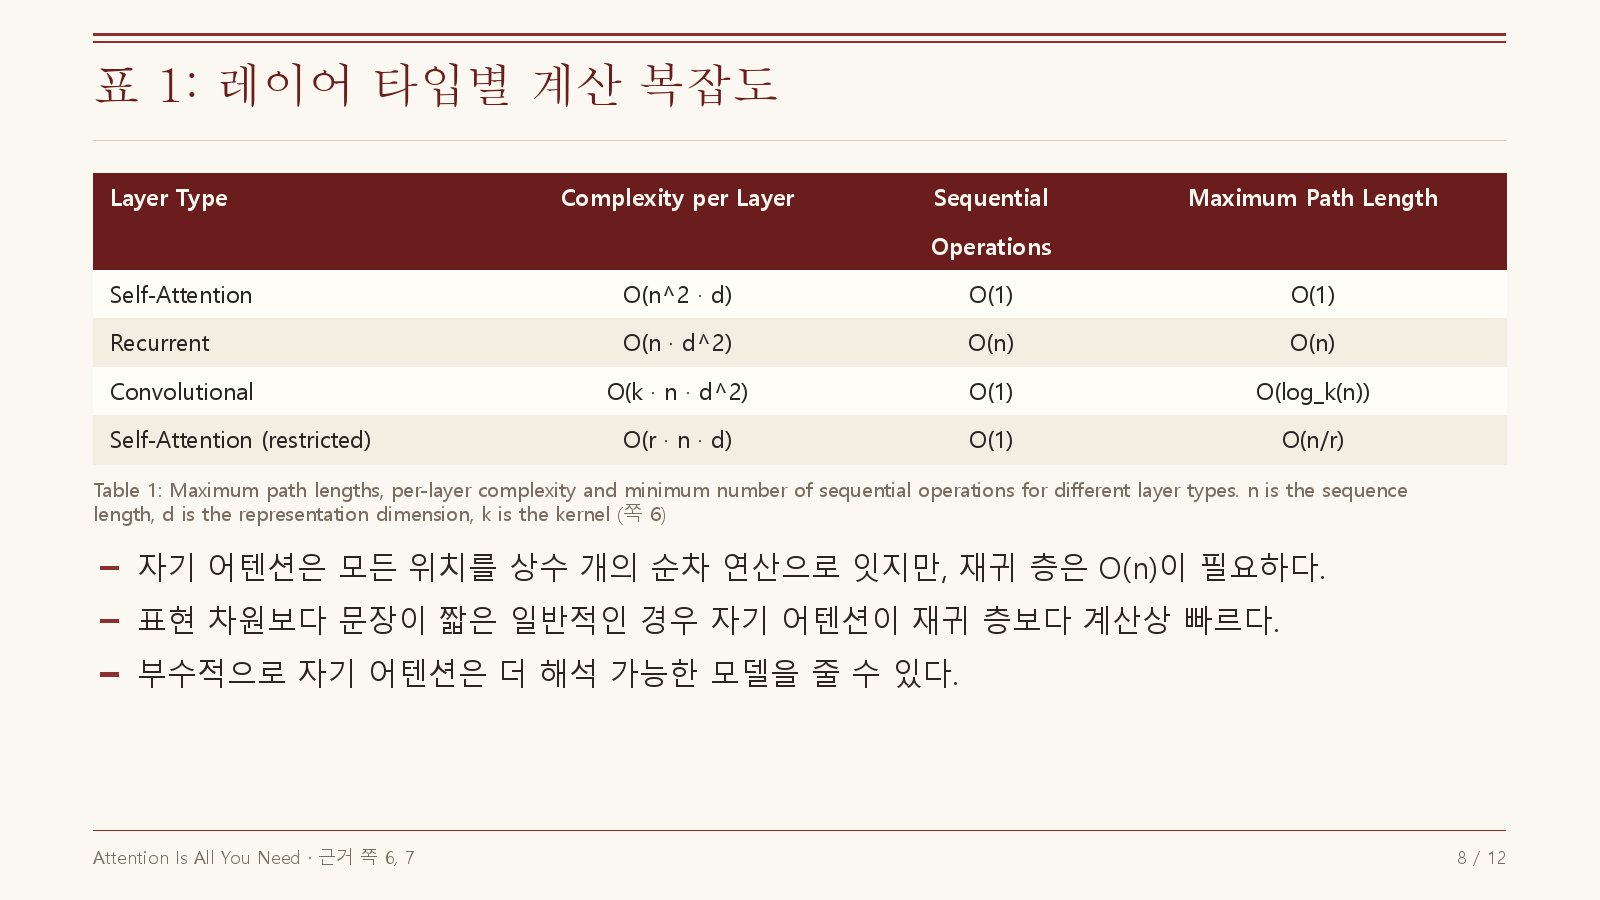 표 1: 레이어 타입별 계산 복잡도
Layer Type Complexity per Layer Sequential Operations Maximum Path Length
Self-Attention O(n^2 · d) O(1) O(1)
Recurrent O(n · d^2) O(n) O(n)
Convolutional O(k · n · d^2) O(1) O(log_k(n))
Self-Attention (restricted) O(r · n · d) O(1) O(n/r)
Table 1: Maximum path lengths, per-layer complexity and minimum number of sequential operations for different layer types. n is the sequence
length, d is the representation dimension, k is the kernel (쪽 6)
– 자기 어텐션은 모든 위치를 상수 개의 순차 연산으로 잇지만, 재귀 층은 O(n)이 필요하다.
– 표현 차원보다 문장이 짧은 일반적인 경우 자기 어텐션이 재귀 층보다 계산상 빠르다.
– 부수적으로 자기 어텐션은 더 해석 가능한 모델을 줄 수 있다.
Attention Is All You Need · 근거 쪽 6, 7
8 / 12